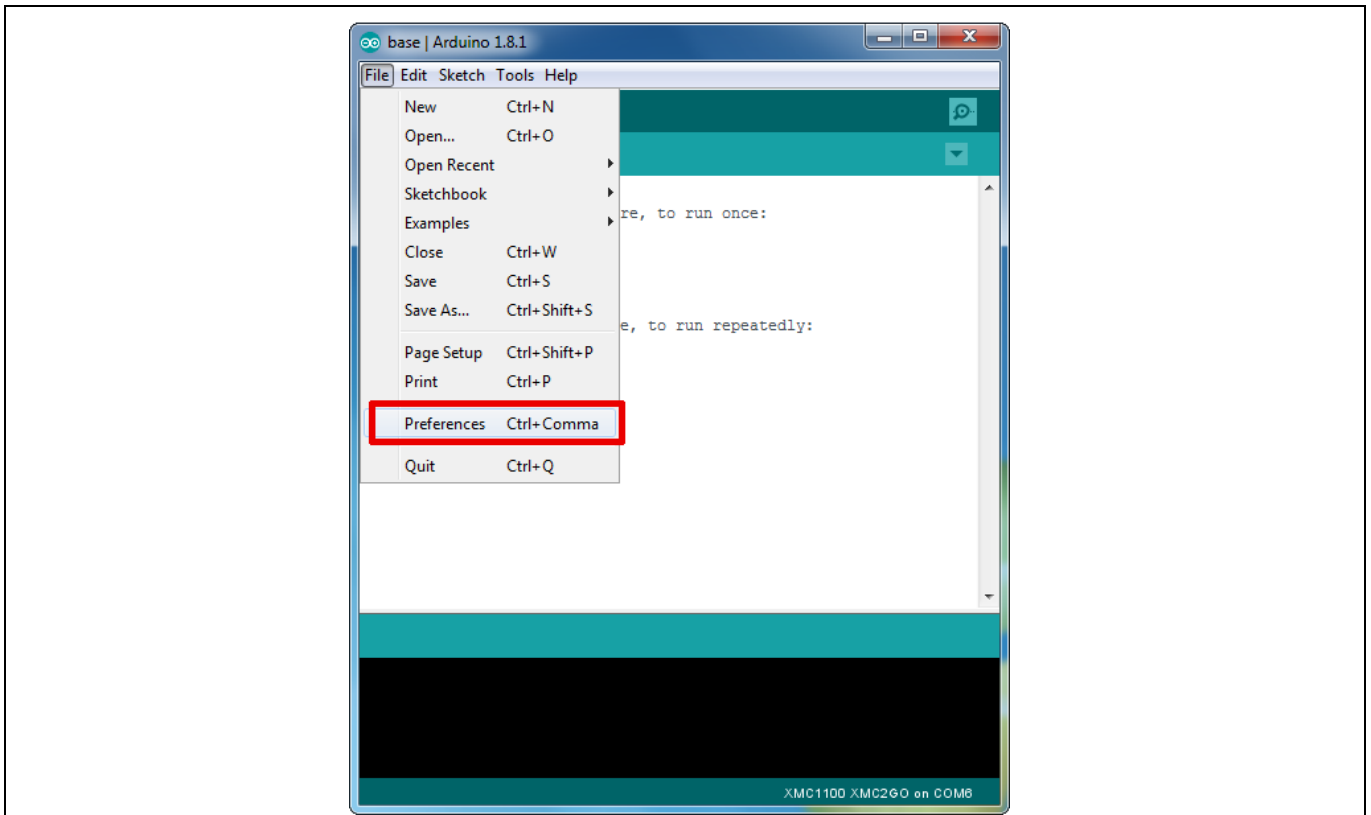 base | Arduino 1.8.1
File Edit Sketch Tools Help
New Ctrl+N
Open... Ctrl+O
Open Recent
Sketchbook
re, to run once:
Examples
Close Ctrl+W
Save Ctrl+S
Save As... Ctrl+Shift+S
e, to run repeatedly:
Page Setup Ctrl+Shift+P
Print Ctrl+P
Preferences Ctrl+Comma
Quit Ctrl+Q
XMC1100 XMC2GO on COM6